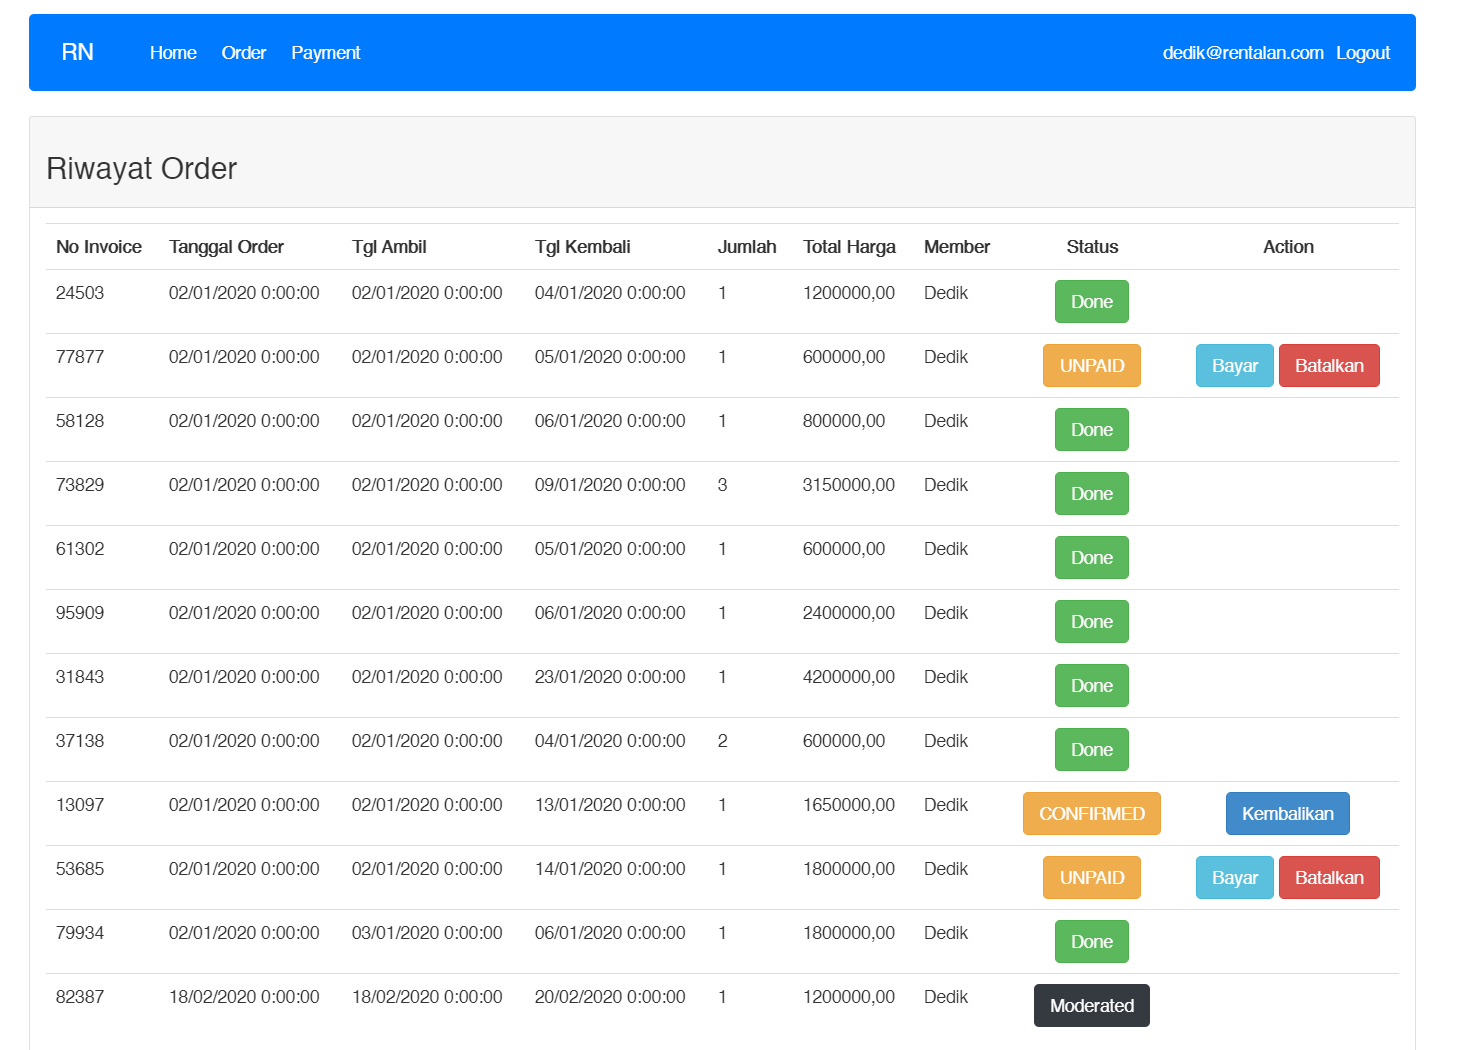 RN Home Order Payment dedik@rentalan.com Logout
Riwayat Order
No Invoice Tanggal Order Tgl Ambil Tgl Kembali Jumlah Total Harga Member Status Action
24503 02/01/2020 0:00:00 02/01/2020 0:00:00 04/01/2020 0:00:00 1 1200000,00 Dedik Done
77877 02/01/2020 0:00:00 02/01/2020 0:00:00 05/01/2020 0:00:00 1 600000,00 Dedik UNPAID Bayar Batalkan
58128 02/01/2020 0:00:00 02/01/2020 0:00:00 06/01/2020 0:00:00 1 800000,00 Dedik Done
73829 02/01/2020 0:00:00 02/01/2020 0:00:00 09/01/2020 0:00:00 3 3150000,00 Dedik Done
61302 02/01/2020 0:00:00 02/01/2020 0:00:00 05/01/2020 0:00:00 1 600000,00 Dedik Done
95909 02/01/2020 0:00:00 02/01/2020 0:00:00 06/01/2020 0:00:00 1 2400000,00 Dedik Done
31843 02/01/2020 0:00:00 02/01/2020 0:00:00 23/01/2020 0:00:00 1 4200000,00 Dedik Done
37138 02/01/2020 0:00:00 02/01/2020 0:00:00 04/01/2020 0:00:00 2 600000,00 Dedik Done
13097 02/01/2020 0:00:00 02/01/2020 0:00:00 13/01/2020 0:00:00 1 1650000,00 Dedik CONFIRMED Kembalikan
53685 02/01/2020 0:00:00 02/01/2020 0:00:00 14/01/2020 0:00:00 1 1800000,00 Dedik UNPAID Bayar Batalkan
79934 02/01/2020 0:00:00 03/01/2020 0:00:00 06/01/2020 0:00:00 1 1800000,00 Dedik Done
82387 18/02/2020 0:00:00 18/02/2020 0:00:00 20/02/2020 0:00:00 1 1200000,00 Dedik Moderated